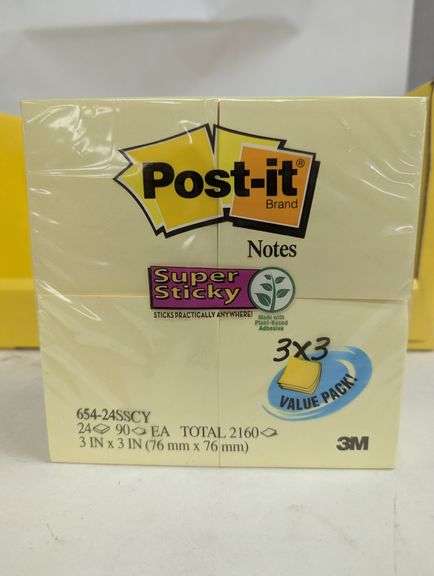 Post-it®
Brand
Notes
Super
Sticky
STICKS PRACTICALLY ANYWHERE!
Made with
Plant-Based
Adhesive
3X3
VALUE PACK!
654-24SSCY
24 90 EA TOTAL 2160
3 IN x 3 IN (76 mm x 76 mm)
3M